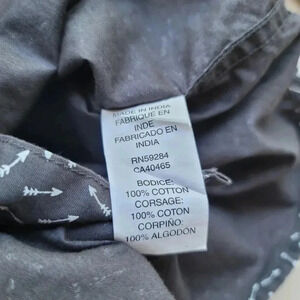 MADE IN INDIA
FABRIQUE EN
INDE
FABRICADO EN
INDIA
RN59284
CA40465
BODICE:
100% COTTON
CORSAGE:
100% COTON
CORPIÑO:
100% ALGODÓN